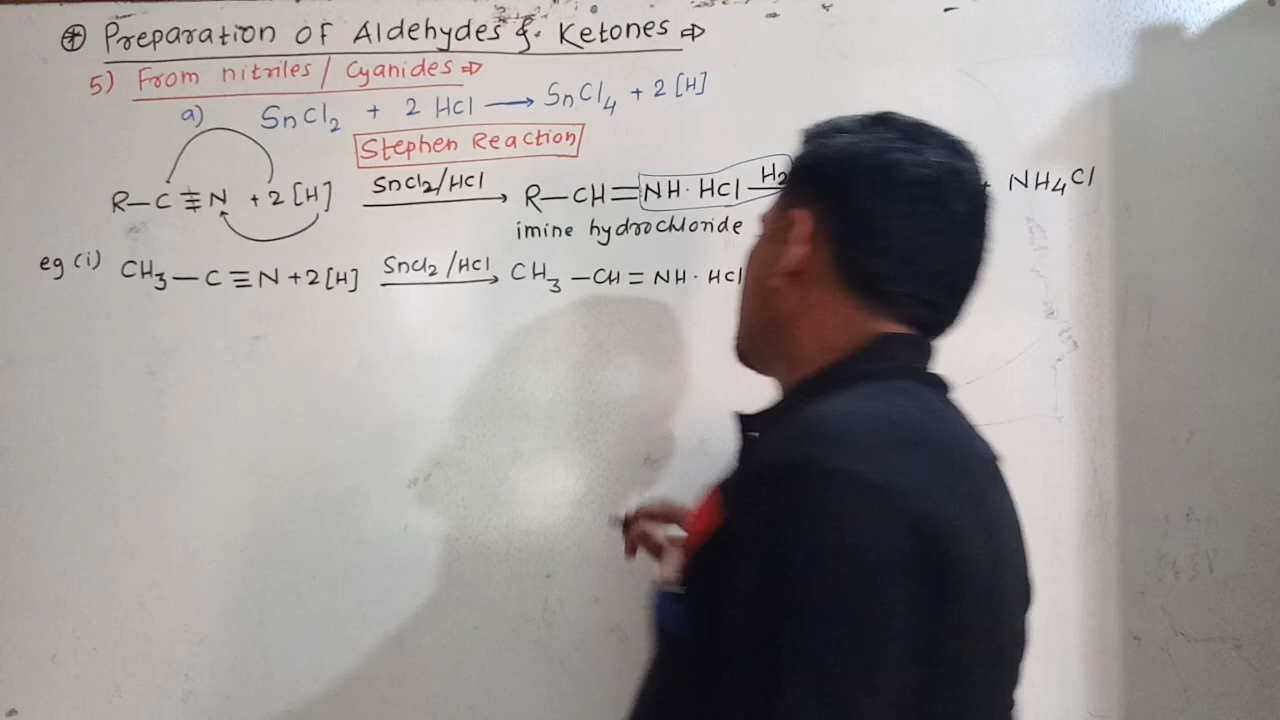 ⊕ Preparation of Aldehydes & Ketones ⇒
5) From nitriles / Cyanides ⇒
a) SnCl2 + 2 HCl → SnCl4 + 2[H]
Stephen Reaction
R–C≡N + 2[H] SnCl2/HCl → R–CH=NH·HCl H2 + NH4Cl
imine hydrochloride
eg (i) CH3–C≡N + 2[H] SnCl2/HCl → CH3–CH=NH·HCl